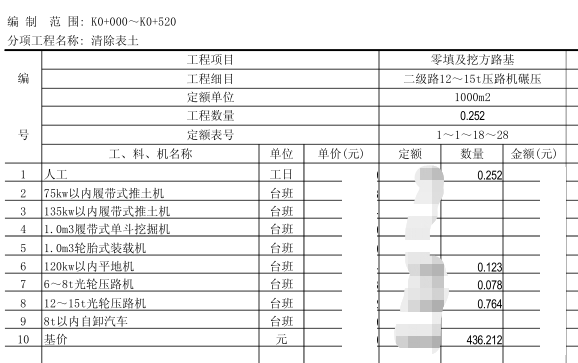 编 制 范 围: K0+000～K0+520
分项工程名称: 清除表土
编 号
工程项目 零填及挖方路基
工程细目 二级路12～15t压路机碾压
定额单位 1000m2
工程数量 0.252
定额表号 1～1～18～28
工、料、机名称 单位 单价(元) 定额 数量 金额(元)
1 人工 工日 0.252
2 75kw以内履带式推土机 台班
3 135kw以内履带式推土机 台班
4 1.0m3履带式单斗挖掘机 台班
5 1.0m3轮胎式装载机 台班
6 120kw以内平地机 台班 0.123
7 6～8t光轮压路机 台班 0.078
8 12～15t光轮压路机 台班 0.764
9 8t以内自卸汽车 台班
10 基价 元 436.212